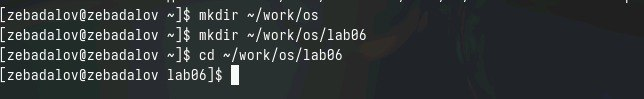 [zebadalov@zebadalov ~]$ mkdir ~/work/os
[zebadalov@zebadalov ~]$ mkdir ~/work/os/lab06
[zebadalov@zebadalov ~]$ cd ~/work/os/lab06
[zebadalov@zebadalov lab06]$